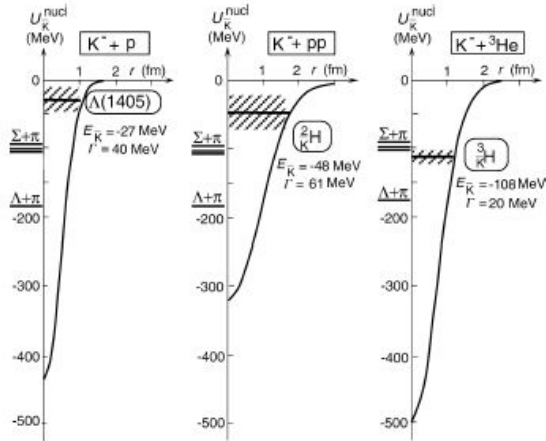 U_K̄^nucl
(MeV)
K⁻+ p
0
1
2
r (fm)
Λ(1405)
E_K̄ = -27 MeV
Γ = 40 MeV
Σ+π
-100
Λ+π
-200
-300
-400
-500
U_K̄^nucl
(MeV)
K⁻+ pp
0
1
2
r (fm)
²_K̄H
E_K̄ = -48 MeV
Γ = 61 MeV
Σ+π
Λ+π
-200
-300
-400
-500
U_K̄^nucl
(MeV)
K⁻+ ³He
0
1
2
r (fm)
³_K̄H
E_K̄ = -108 MeV
Γ = 20 MeV
Σ+π
-100
Λ+π
-200
-300
-400
-500